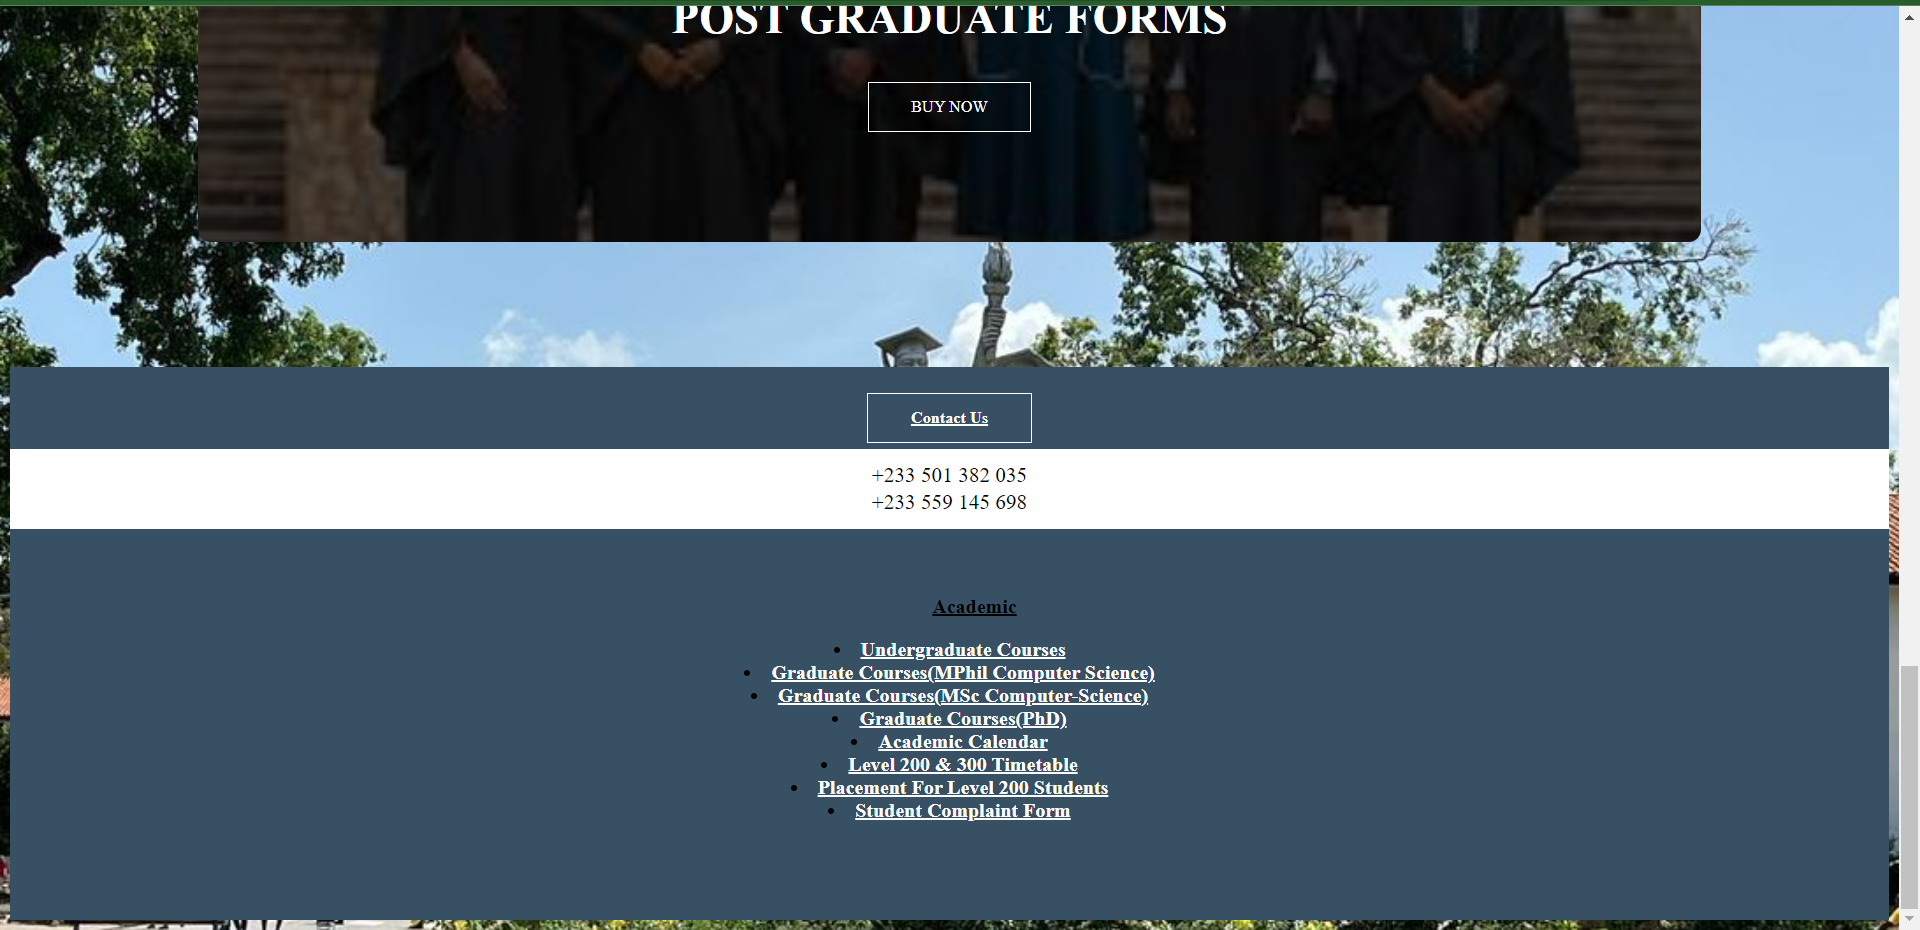 POST GRADUATE FORMS
BUY NOW
Contact Us
+233 501 382 035
+233 559 145 698
Academic
Undergraduate Courses
Graduate Courses(MPhil Computer Science)
Graduate Courses(MSc Computer-Science)
Graduate Courses(PhD)
Academic Calendar
Level 200 & 300 Timetable
Placement For Level 200 Students
Student Complaint Form